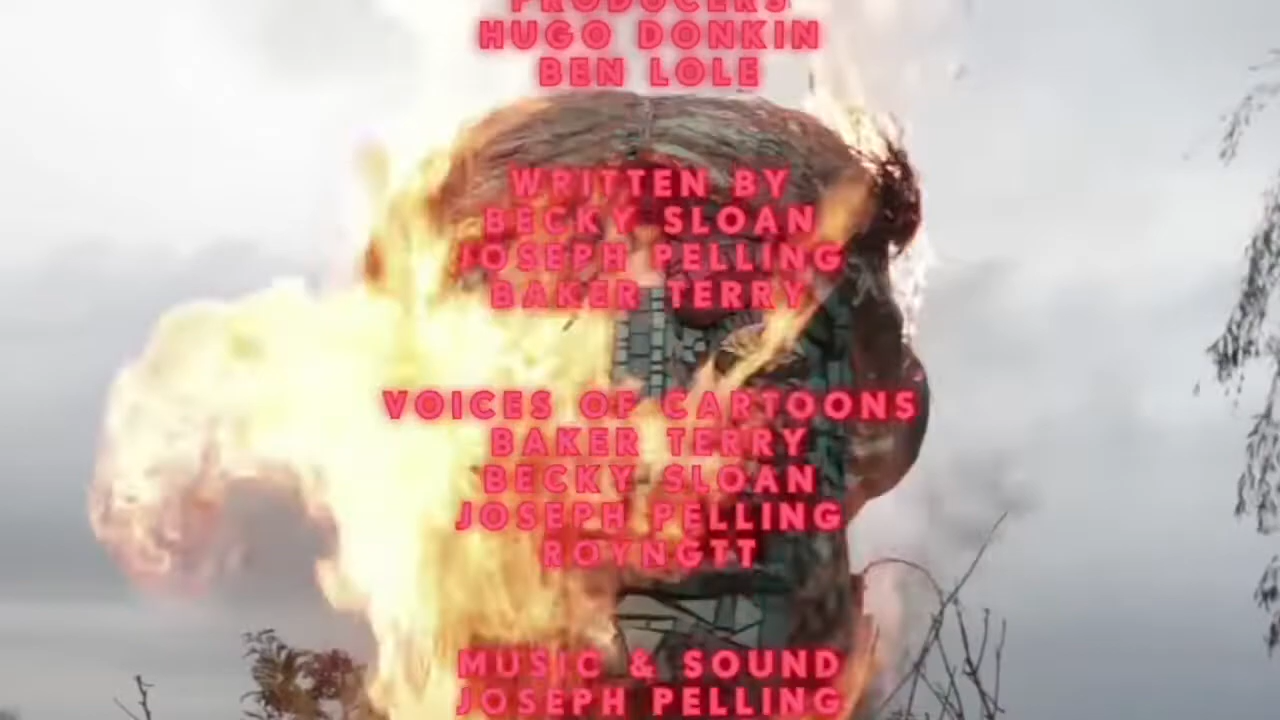 PRODUCERS
HUGO DONKIN
BEN LOLE
WRITTEN BY
BECKY SLOAN
JOSEPH PELLING
BAKER TERRY
VOICES OF CARTOONS
BAKER TERRY
BECKY SLOAN
JOSEPH PELLING
ROYNGTT
MUSIC & SOUND
JOSEPH PELLING